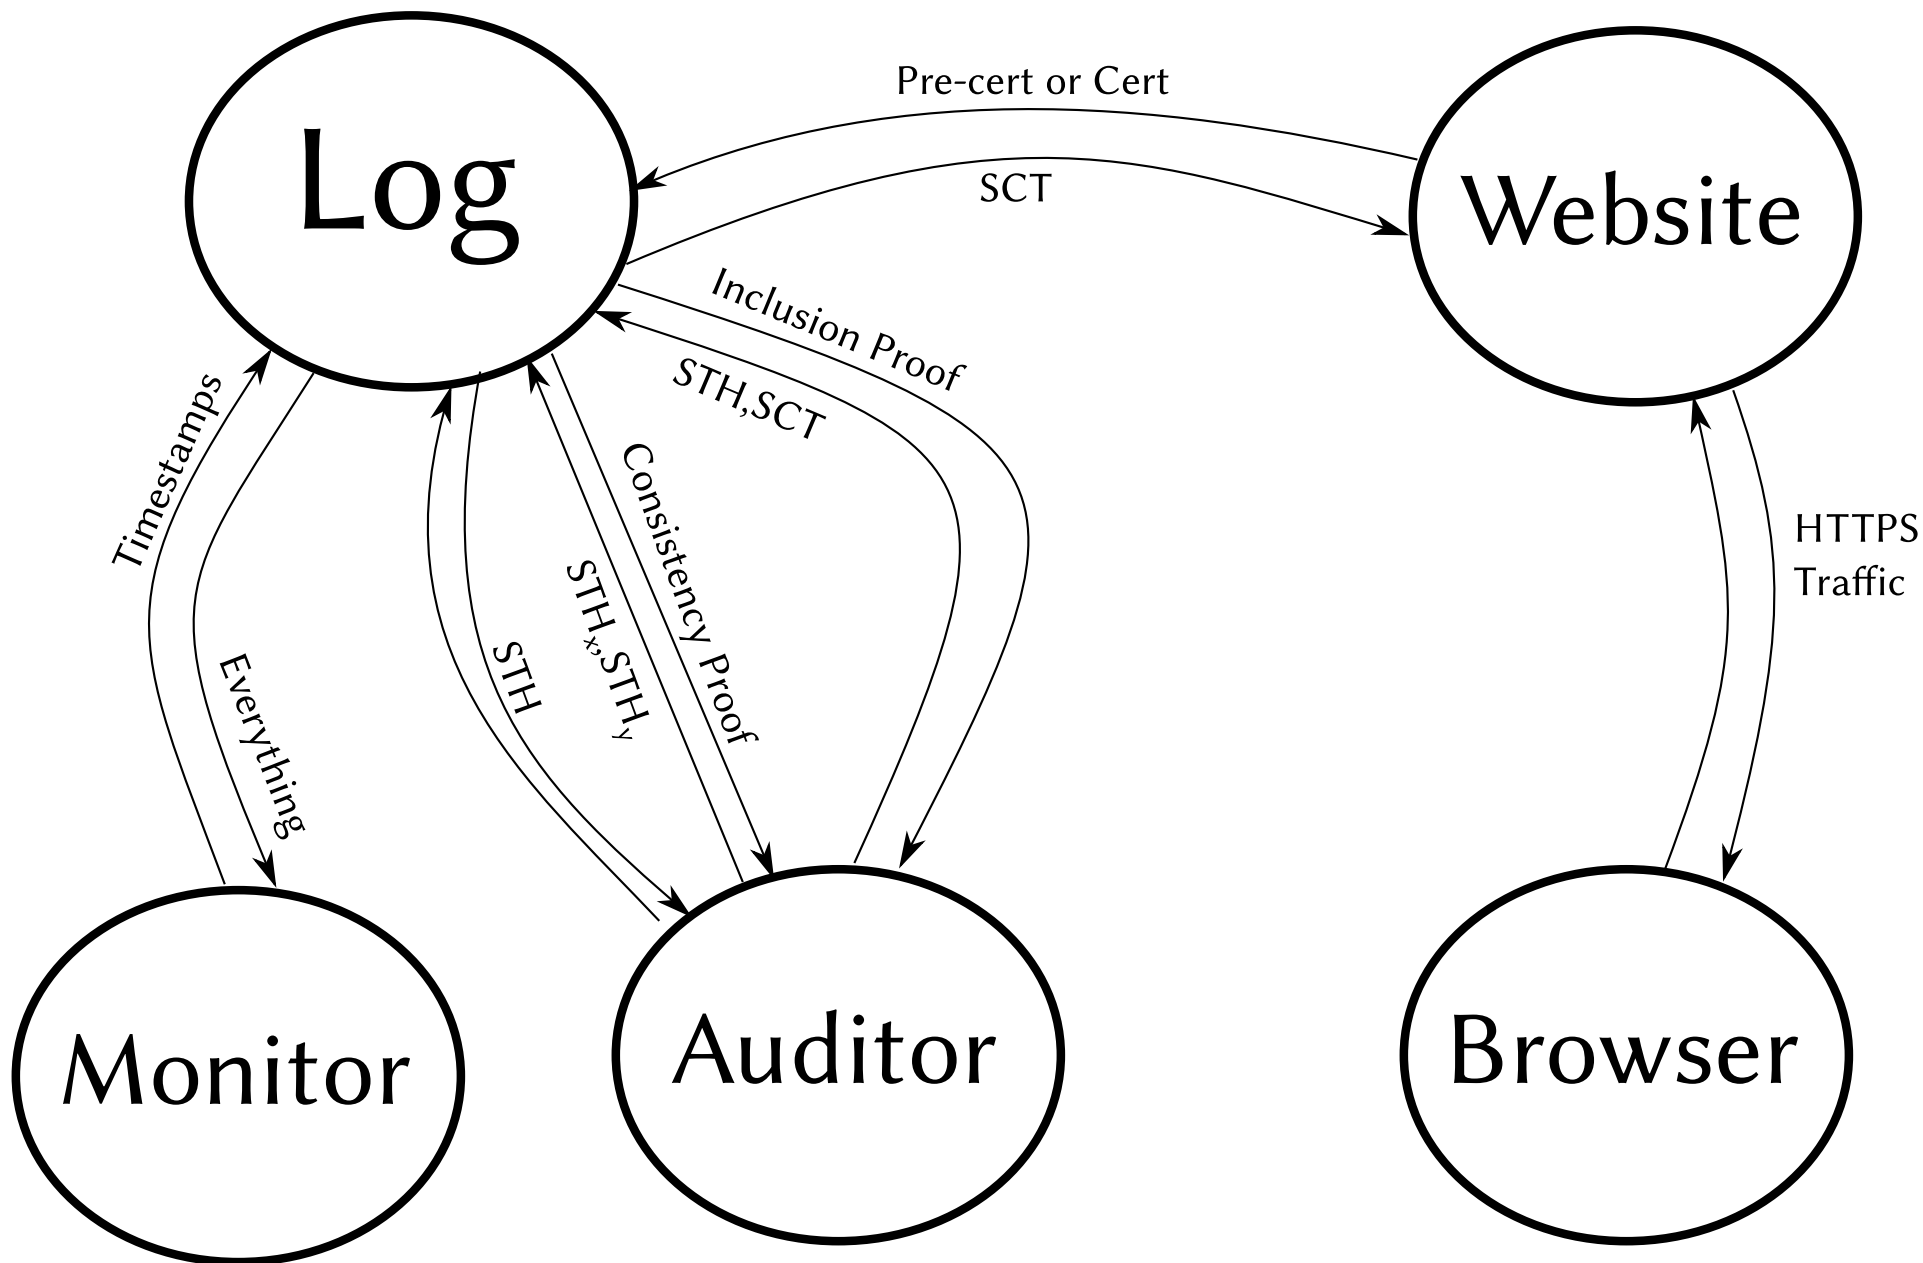 Log
Pre-cert or Cert
Website
SCT
Inclusion Proof
STH,SCT
Timestamps
Consistency Proof
HTTPS
Traffic
STHx,STHy
STH
Everything
Monitor
Auditor
Browser